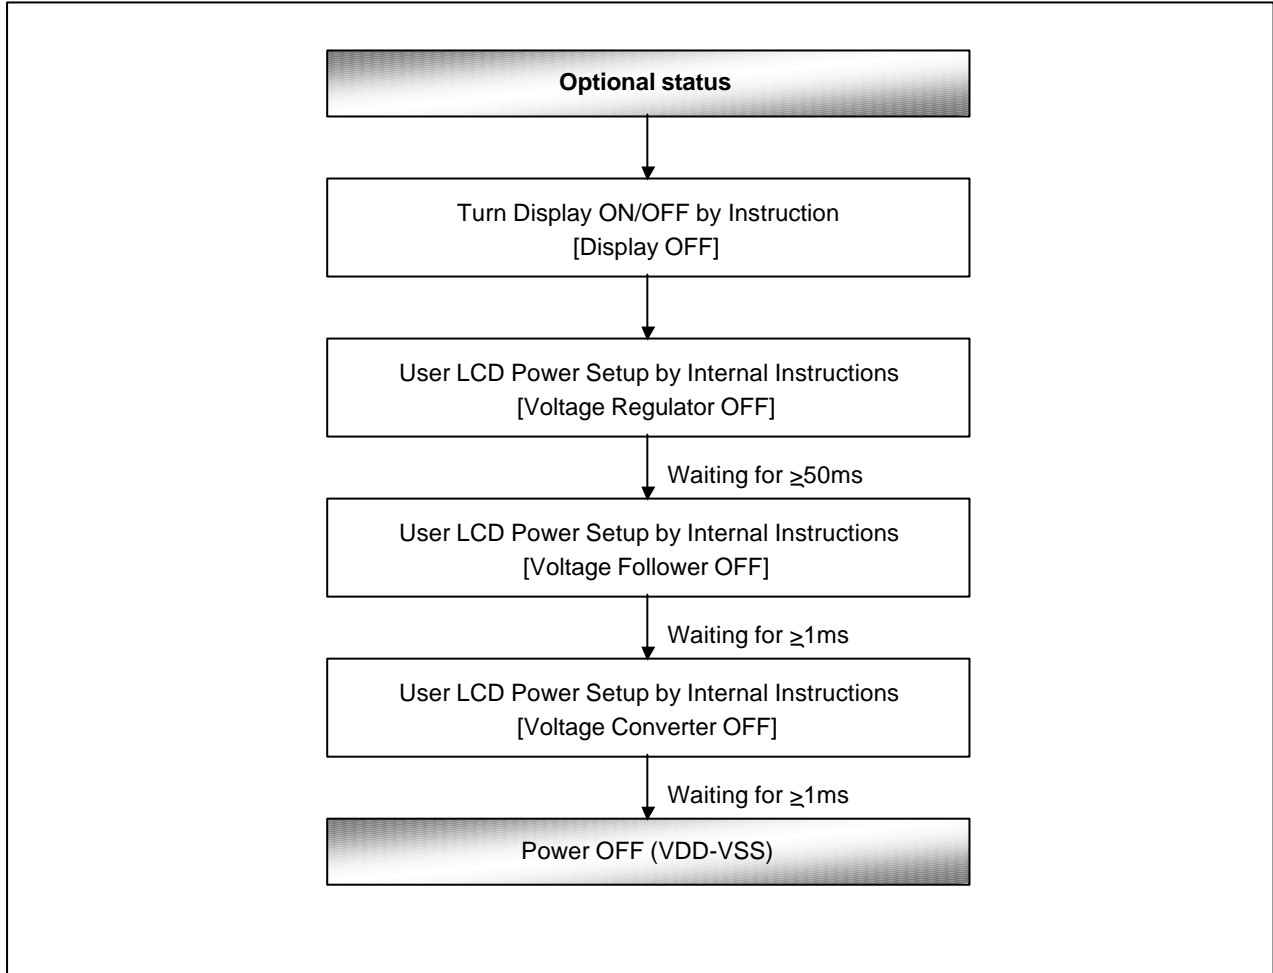 Optional status
Turn Display ON/OFF by Instruction
[Display OFF]
User LCD Power Setup by Internal Instructions
[Voltage Regulator OFF]
Waiting for ≥50ms
User LCD Power Setup by Internal Instructions
[Voltage Follower OFF]
Waiting for ≥1ms
User LCD Power Setup by Internal Instructions
[Voltage Converter OFF]
Waiting for ≥1ms
Power OFF (VDD-VSS)